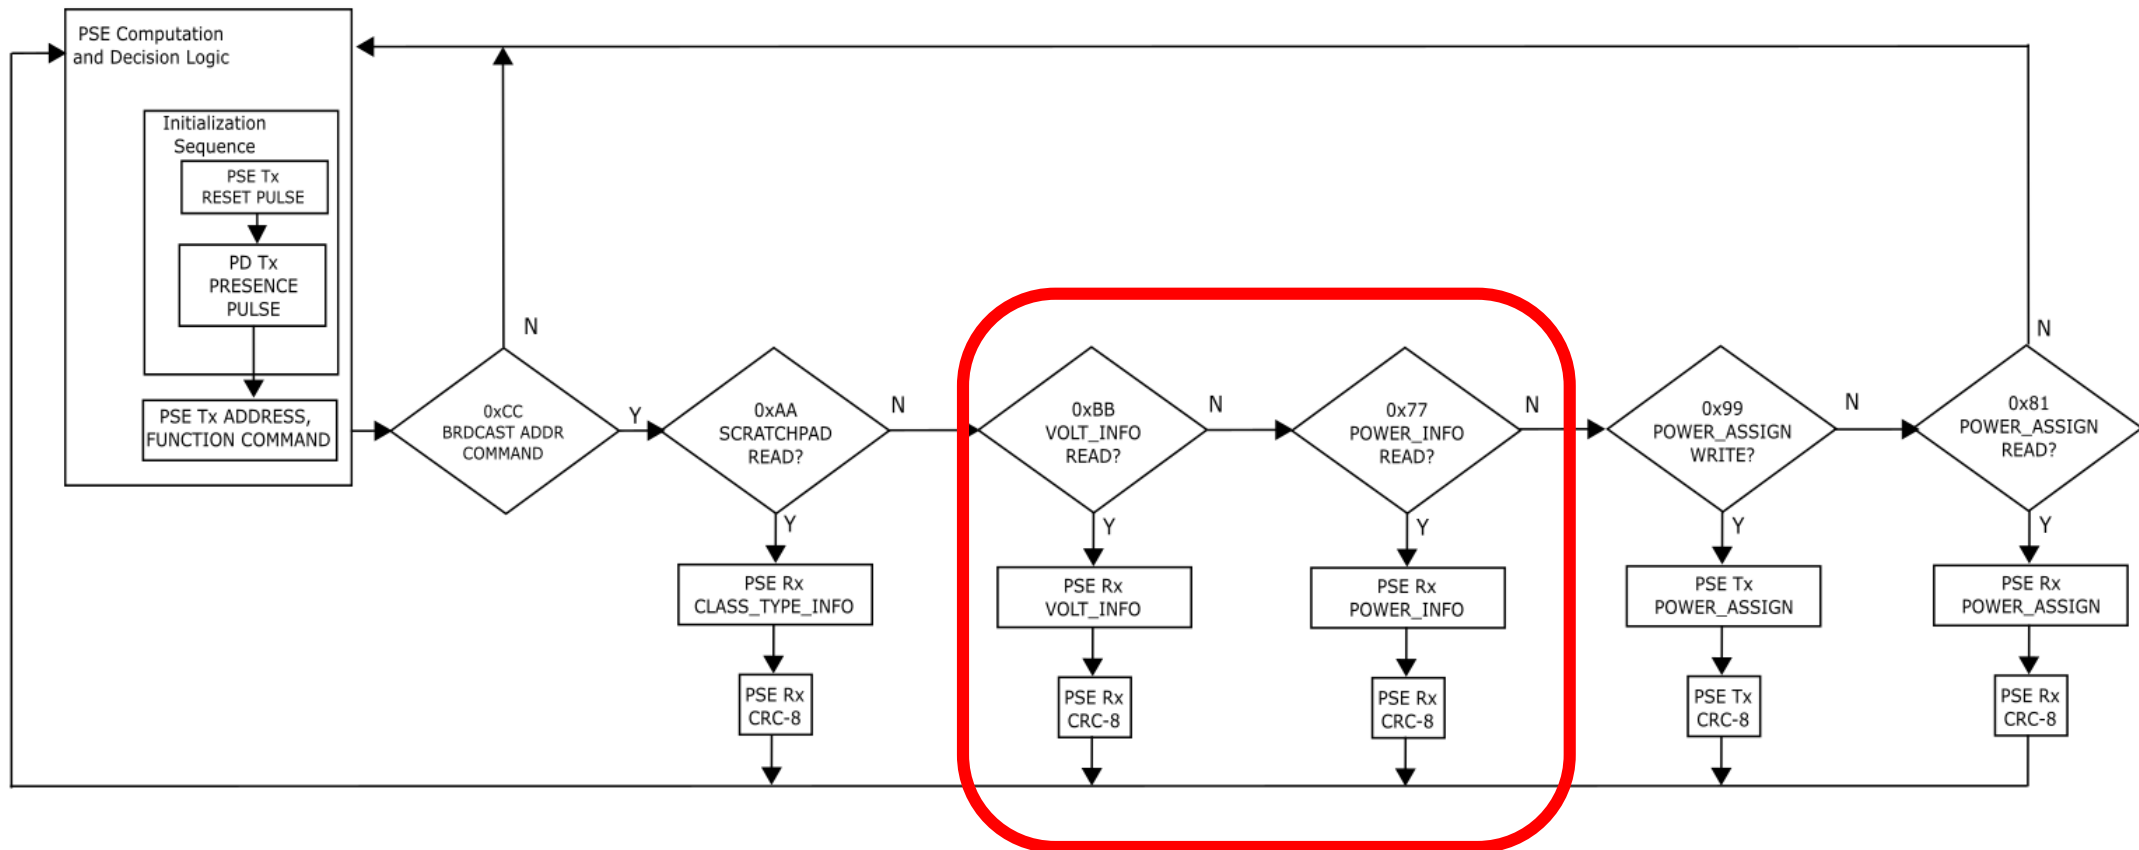 PSE Computation
and Decision Logic
Initialization
Sequence
PSE Tx
RESET PULSE
PD Tx
PRESENCE
PULSE
PSE Tx ADDRESS,
FUNCTION COMMAND
0xCC
BRDCAST ADDR
COMMAND
N
Y
0xAA
SCRATCHPAD
READ?
N
Y
PSE Rx
CLASS_TYPE_INFO
PSE Rx
CRC-8
0xBB
VOLT_INFO
READ?
N
Y
PSE Rx
VOLT_INFO
PSE Rx
CRC-8
0x77
POWER_INFO
READ?
N
Y
PSE Rx
POWER_INFO
PSE Rx
CRC-8
0x99
POWER_ASSIGN
WRITE?
N
Y
PSE Tx
POWER_ASSIGN
PSE Tx
CRC-8
0x81
POWER_ASSIGN
READ?
N
Y
PSE Rx
POWER_ASSIGN
PSE Rx
CRC-8